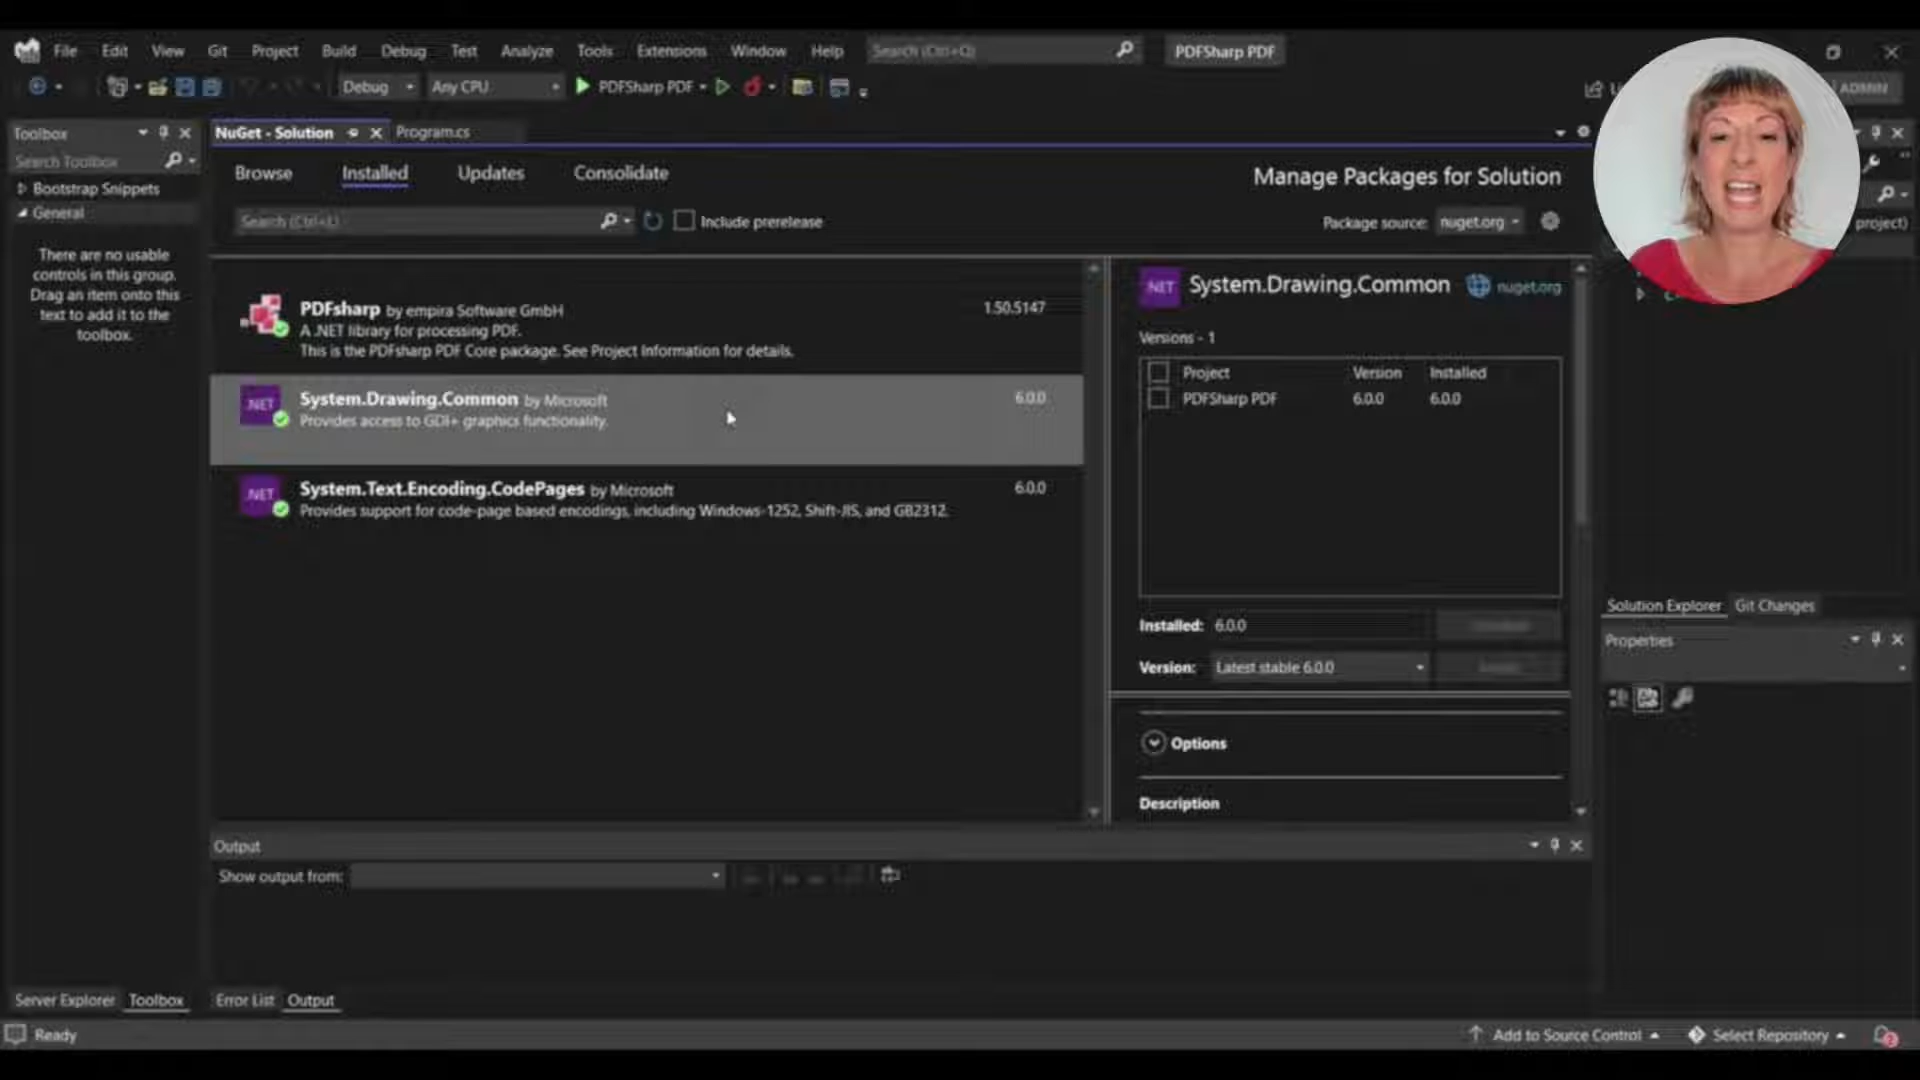 File Edit View Git Project Build Debug Test Analyze Tools Extensions Window Help Search (Ctrl+Q) PDFSharp PDF
Debug Any CPU PDFSharp PDF ADMIN
Toolbox
Search Toolbox
Bootstrap Snippets
General
There are no usable
controls in this group.
Drag an item onto this
text to add it to the
toolbox.
NuGet - Solution Program.cs
Browse Installed Updates Consolidate
Manage Packages for Solution
Search (Ctrl+L) Include prerelease
Package source: nuget.org
project)
PDFsharp by empira Software GmbH 1.50.5147
A .NET library for processing PDF.
This is the PDFsharp PDF Core package. See Project Information for details.
.NET System.Drawing.Common by Microsoft 6.0.0
Provides access to GDI+ graphics functionality.
.NET System.Text.Encoding.CodePages by Microsoft 6.0.0
Provides support for code-page based encodings, including Windows-1252, Shift-JIS, and GB2312.
.NET System.Drawing.Common nuget.org
Versions - 1
Project Version Installed
PDFSharp PDF 6.0.0 6.0.0
Installed: 6.0.0
Version: Latest stable 6.0.0
Options
Description
Solution Explorer Git Changes
Properties
Output
Show output from:
Server Explorer Toolbox Error List Output
Ready
Add to Source Control Select Repository